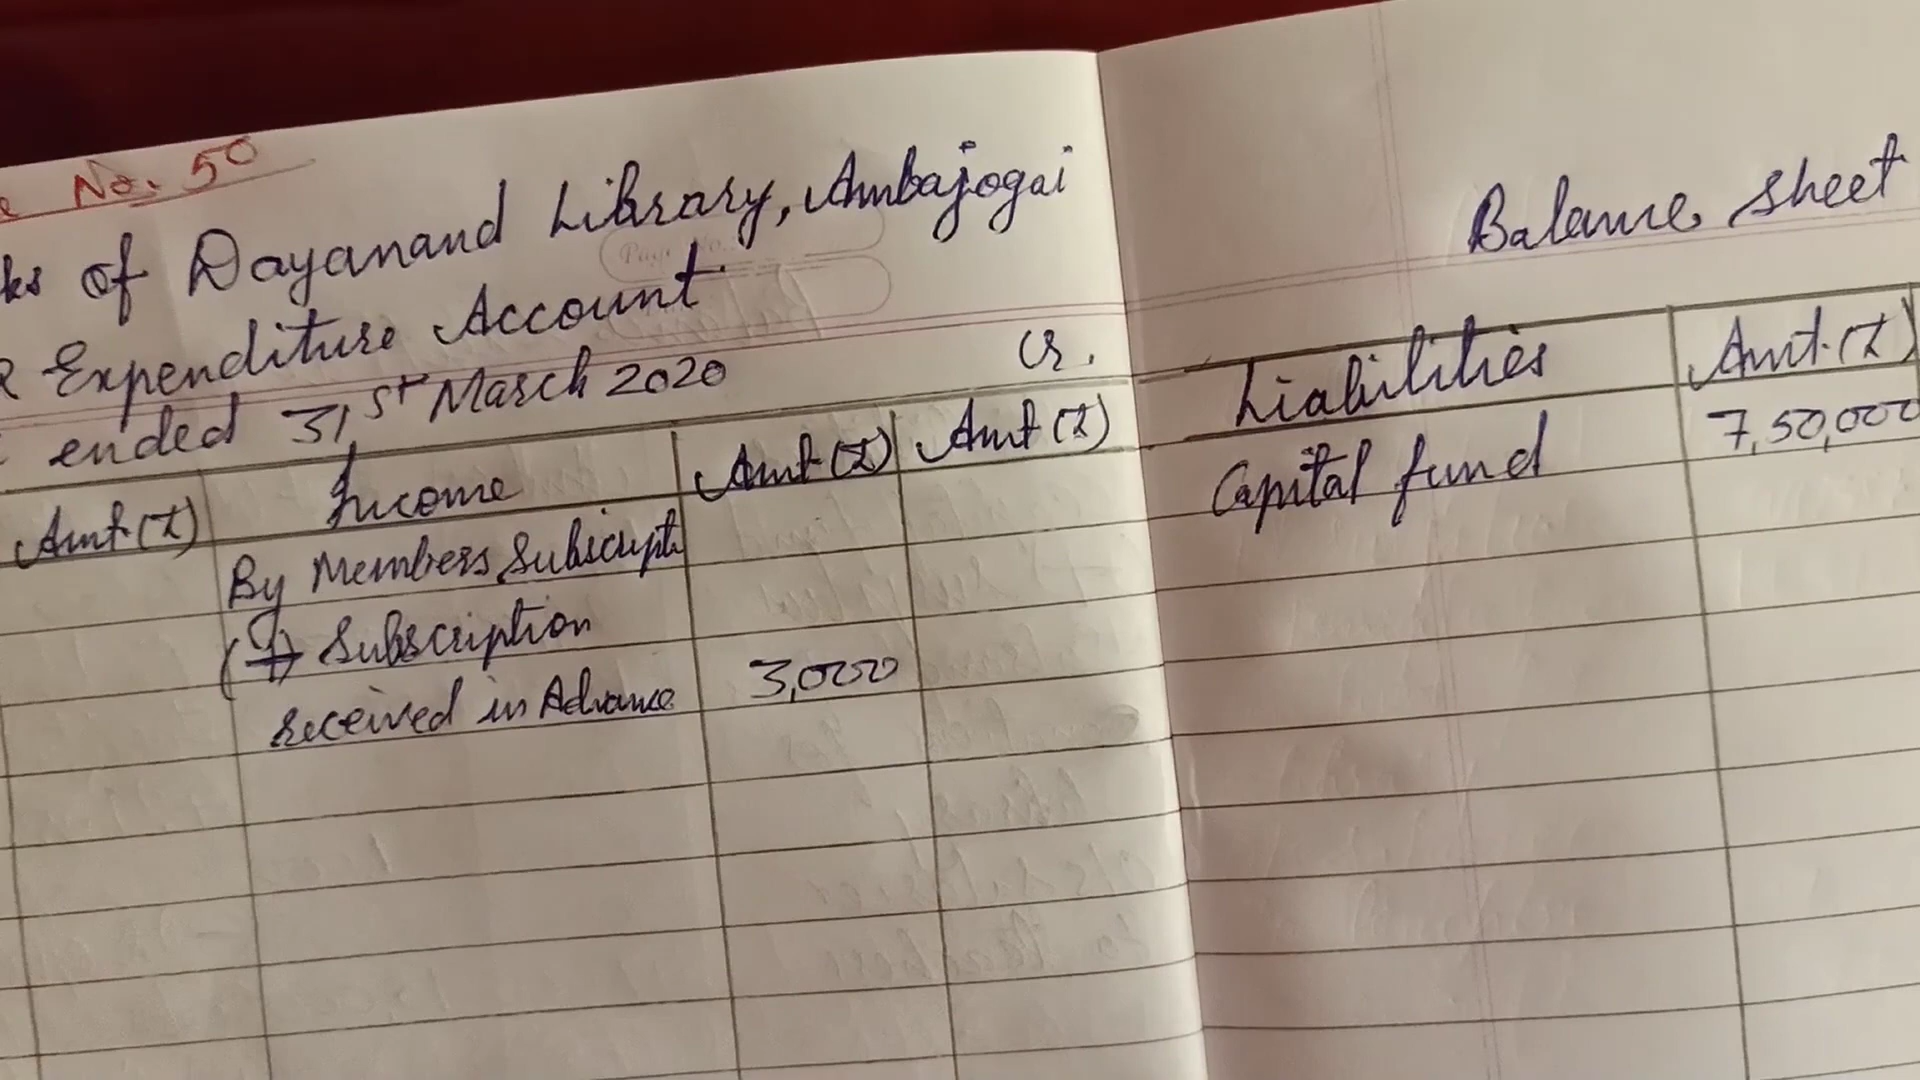 No. 50
of Dayanand Library, Ambajogai
Expenditure Account
ended 31st March 2020
Cr.
Amt (₹) Income Amt (₹) Amt (₹)
By Members Subscript
Subscription
received in Advance 3,000
Balance Sheet
Liabilities Amt. (₹)
Capital fund 7,50,000